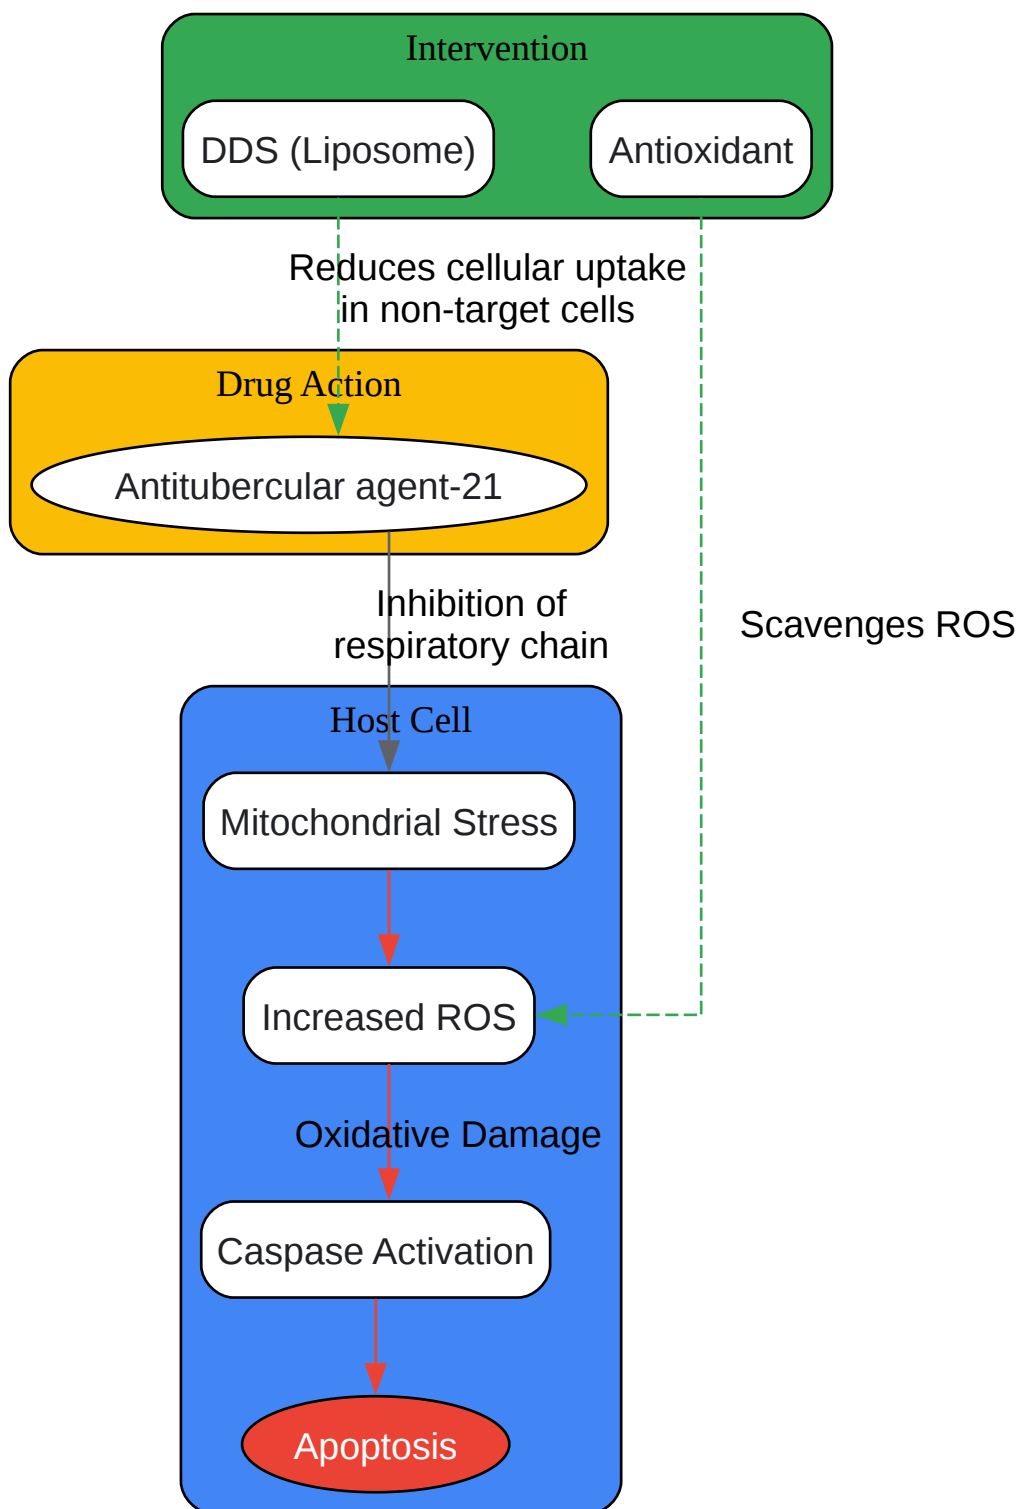 Intervention
DDS (Liposome)
Antioxidant
Reduces cellular uptake
in non-target cells
Drug Action
Antitubercular agent-21
Inhibition of
respiratory chain
Scavenges ROS
Host Cell
Mitochondrial Stress
Increased ROS
Oxidative Damage
Caspase Activation
Apoptosis